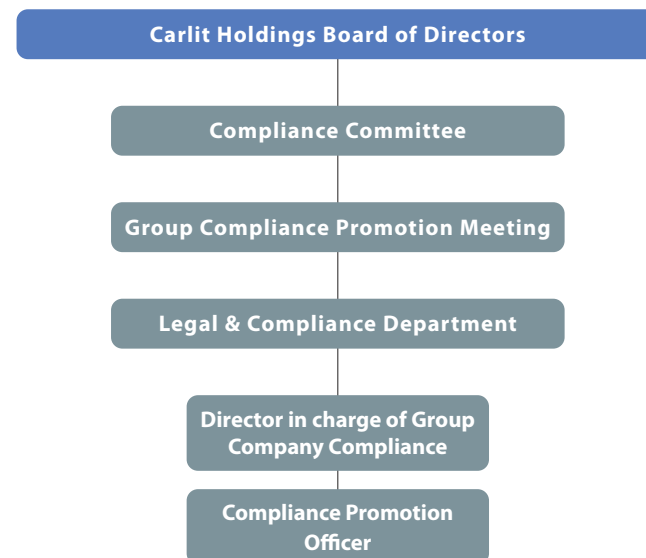 Carlit Holdings Board of Directors
Compliance Committee
Group Compliance Promotion Meeting
Legal & Compliance Department
Director in charge of Group
Company Compliance
Compliance Promotion
Officer